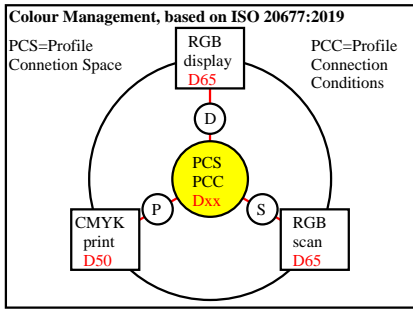 Colour Management, based on ISO 20677:2019
PCS=Profile
Connetion Space
PCC=Profile
Connection
Conditions
RGB
display
D65
D
PCS
PCC
Dxx
P
S
CMYK
print
D50
RGB
scan
D65